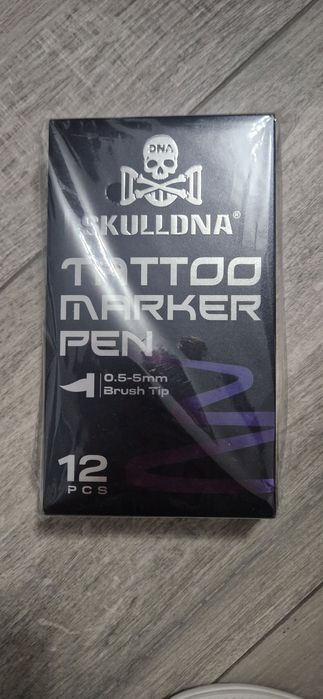 DNA
SKULLDNA®
TATTOO
MARKER
PEN
0.5-5mm
Brush Tip
12
PCS